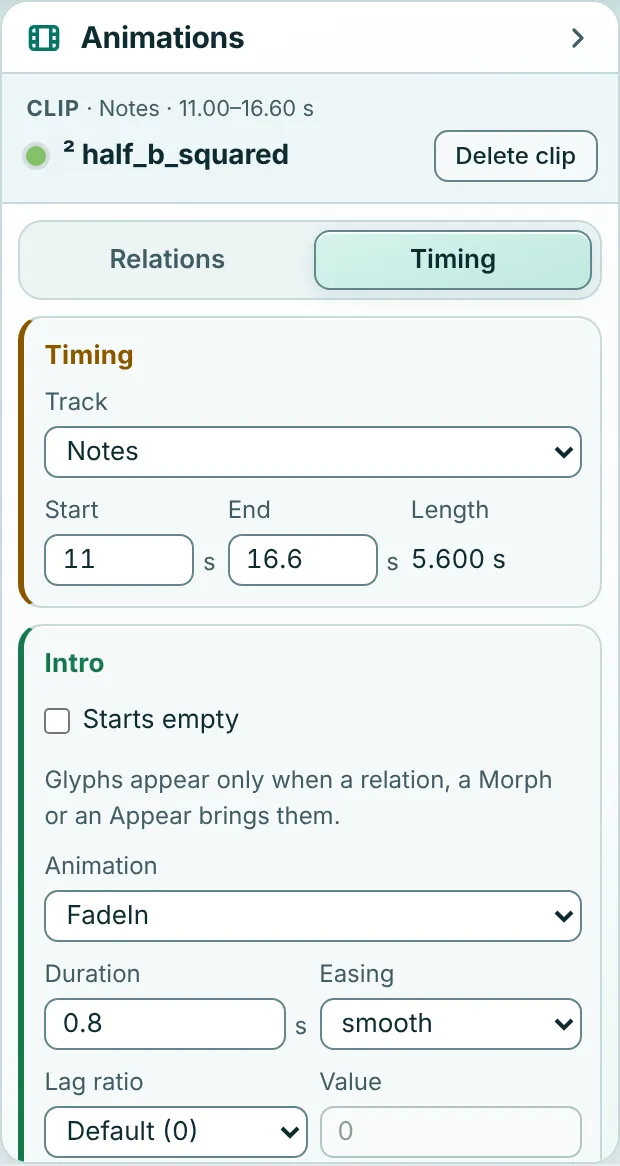 Animations
CLIP · Notes · 11.00–16.60 s
² half_b_squared
Delete clip
Relations
Timing
Timing
Track
Notes
Start End Length
11 s 16.6 s 5.600 s
Intro
Starts empty
Glyphs appear only when a relation, a Morph
or an Appear brings them.
Animation
FadeIn
Duration Easing
0.8 s smooth
Lag ratio Value
Default (0) 0